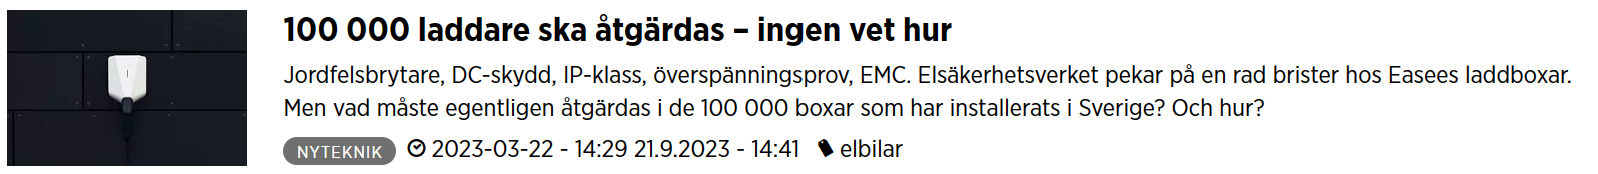 100 000 laddare ska åtgärdas – ingen vet hur
Jordfelsbrytare, DC-skydd, IP-klass, överspänningsprov, EMC. Elsäkerhetsverket pekar på en rad brister hos Easees laddboxar.
Men vad måste egentligen åtgärdas i de 100 000 boxar som har installerats i Sverige? Och hur?
NYTEKNIK 2023-03-22 - 14:29 21.9.2023 - 14:41 elbilar